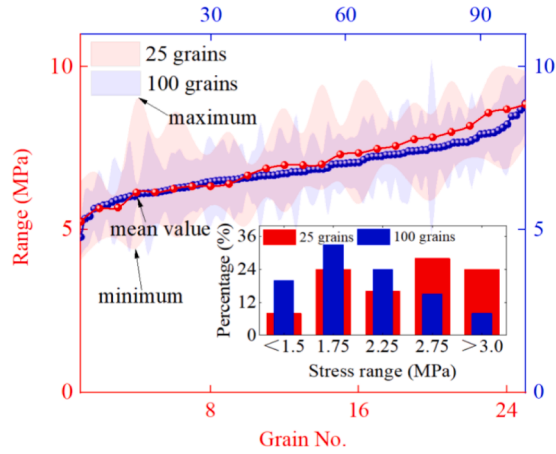 30 60 90
10 10
25 grains
100 grains
maximum
Range (MPa)
5 5
mean value
minimum
36
24
12
0
Percentage (%)
25 grains 100 grains
<1.5 1.75 2.25 2.75 >3.0
Stress range (MPa)
0 0
8 16 24
Grain No.